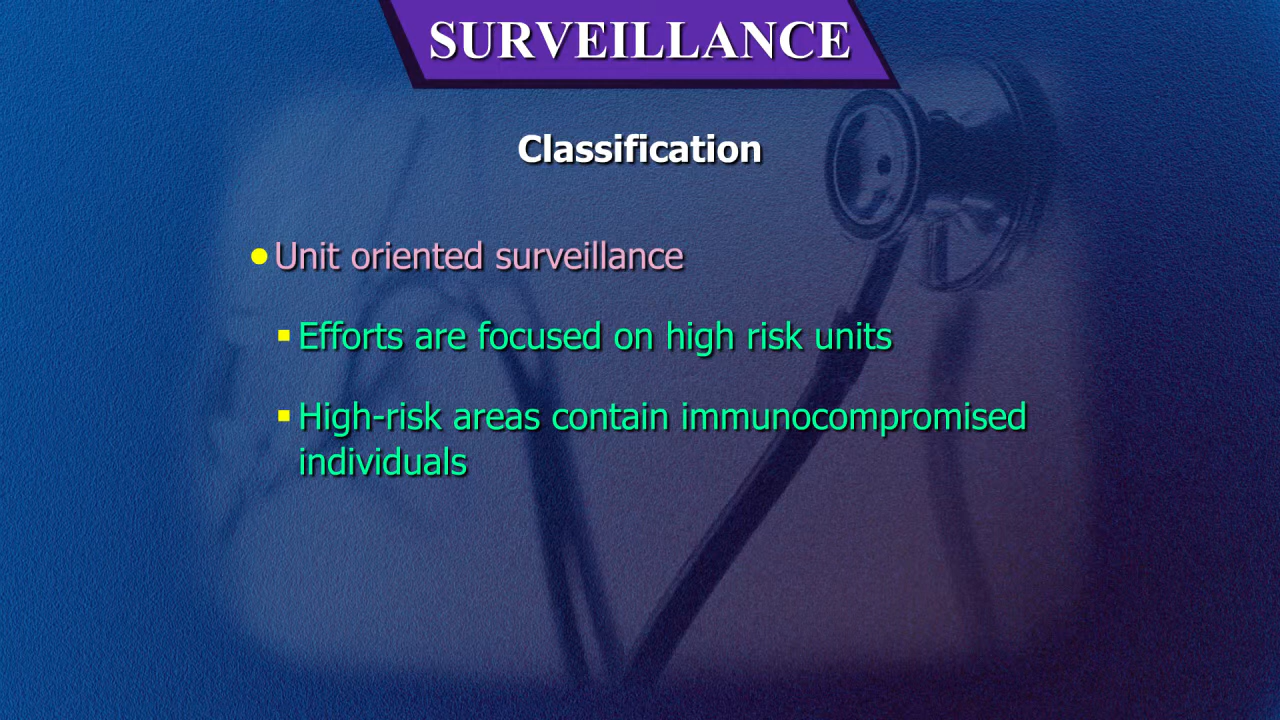 SURVEILLANCE
Classification
• Unit oriented surveillance
▪ Efforts are focused on high risk units
▪ High-risk areas contain immunocompromised
individuals